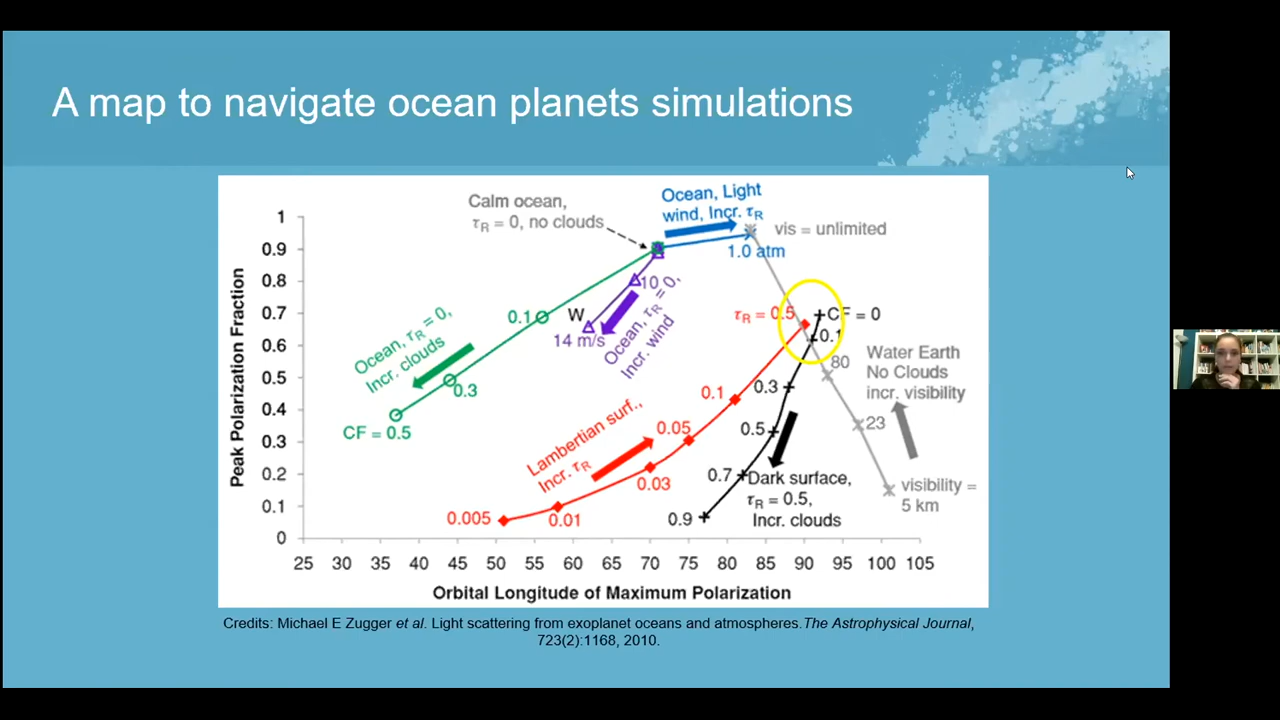 A map to navigate ocean planets simulations
Calm ocean,
τR = 0, no clouds
Ocean, Light
wind, Incr. τR
vis = unlimited
1.0 atm
Peak Polarization Fraction
1
0.9
0.8
0.7
0.6
0.5
0.4
0.3
0.2
0.1
0
Ocean, τR = 0,
Incr. clouds
0.1
0.3
CF = 0.5
10
W
14 m/s
Ocean, τR = 0,
Incr. wind
τR = 0.5
0.1
0.05
0.03
0.01
0.005
Lambertian surf.,
Incr. τR
CF = 0
0.1
0.3
0.5
0.7
0.9
Dark surface,
τR = 0.5,
Incr. clouds
80
23
Water Earth
No Clouds
incr. visibility
visibility =
5 km
25 30 35 40 45 50 55 60 65 70 75 80 85 90 95 100 105
Orbital Longitude of Maximum Polarization
Credits: Michael E Zugger et al. Light scattering from exoplanet oceans and atmospheres.The Astrophysical Journal,
723(2):1168, 2010.